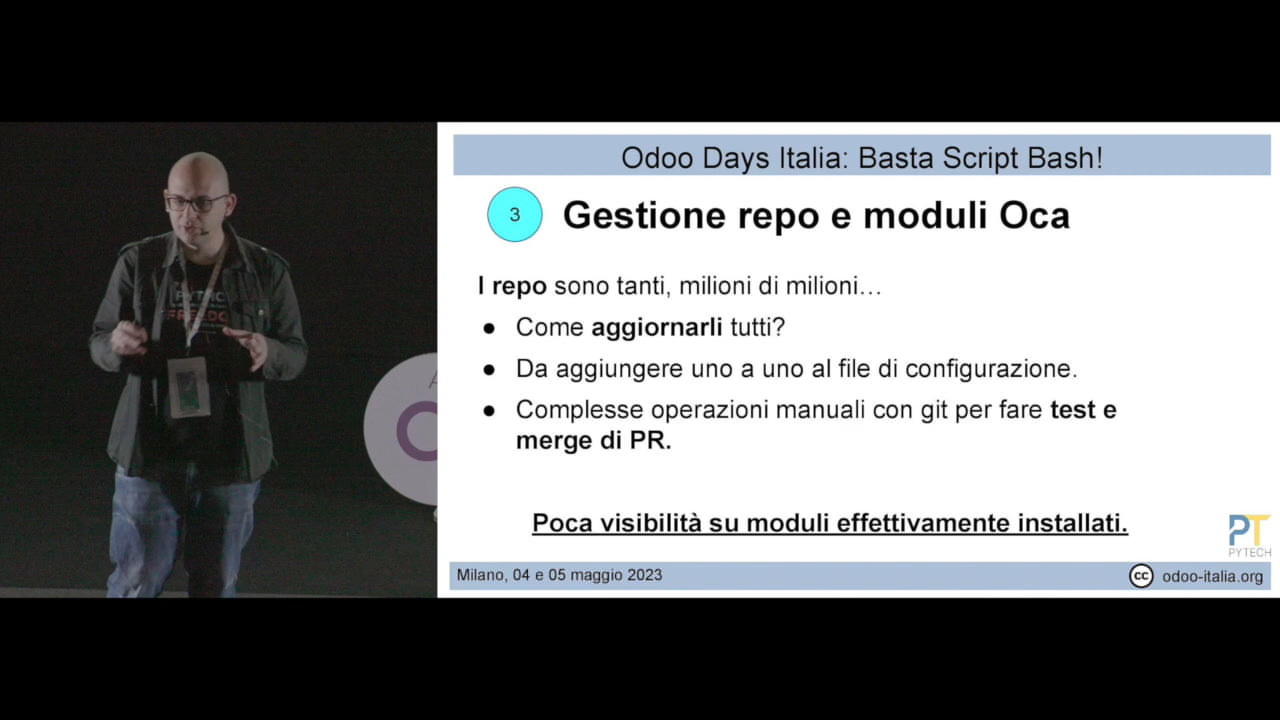 Odoo Days Italia: Basta Script Bash!
3
Gestione repo e moduli Oca
I repo sono tanti, milioni di milioni…
● Come aggiornarli tutti?
● Da aggiungere uno a uno al file di configurazione.
● Complesse operazioni manuali con git per fare test e
merge di PR.
Poca visibilità su moduli effettivamente installati.
PT
PYTECH
Milano, 04 e 05 maggio 2023
cc odoo-italia.org